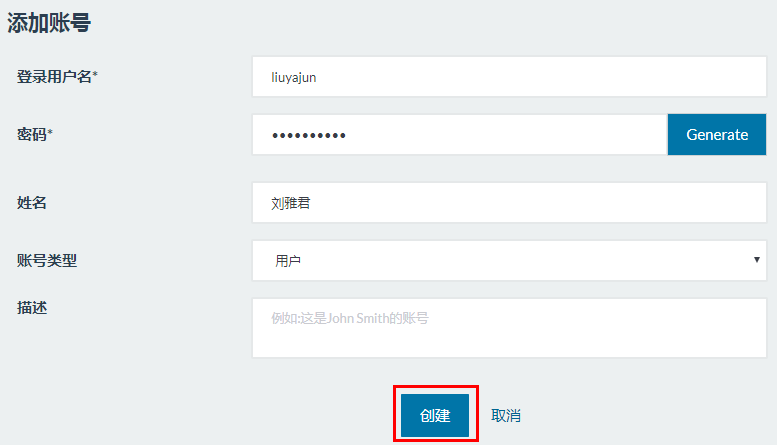 添加账号
登录用户名* liuyajun
密码* •••••••••• Generate
姓名 刘雅君
账号类型 用户
描述 例如:这是John Smith的账号
创建 取消